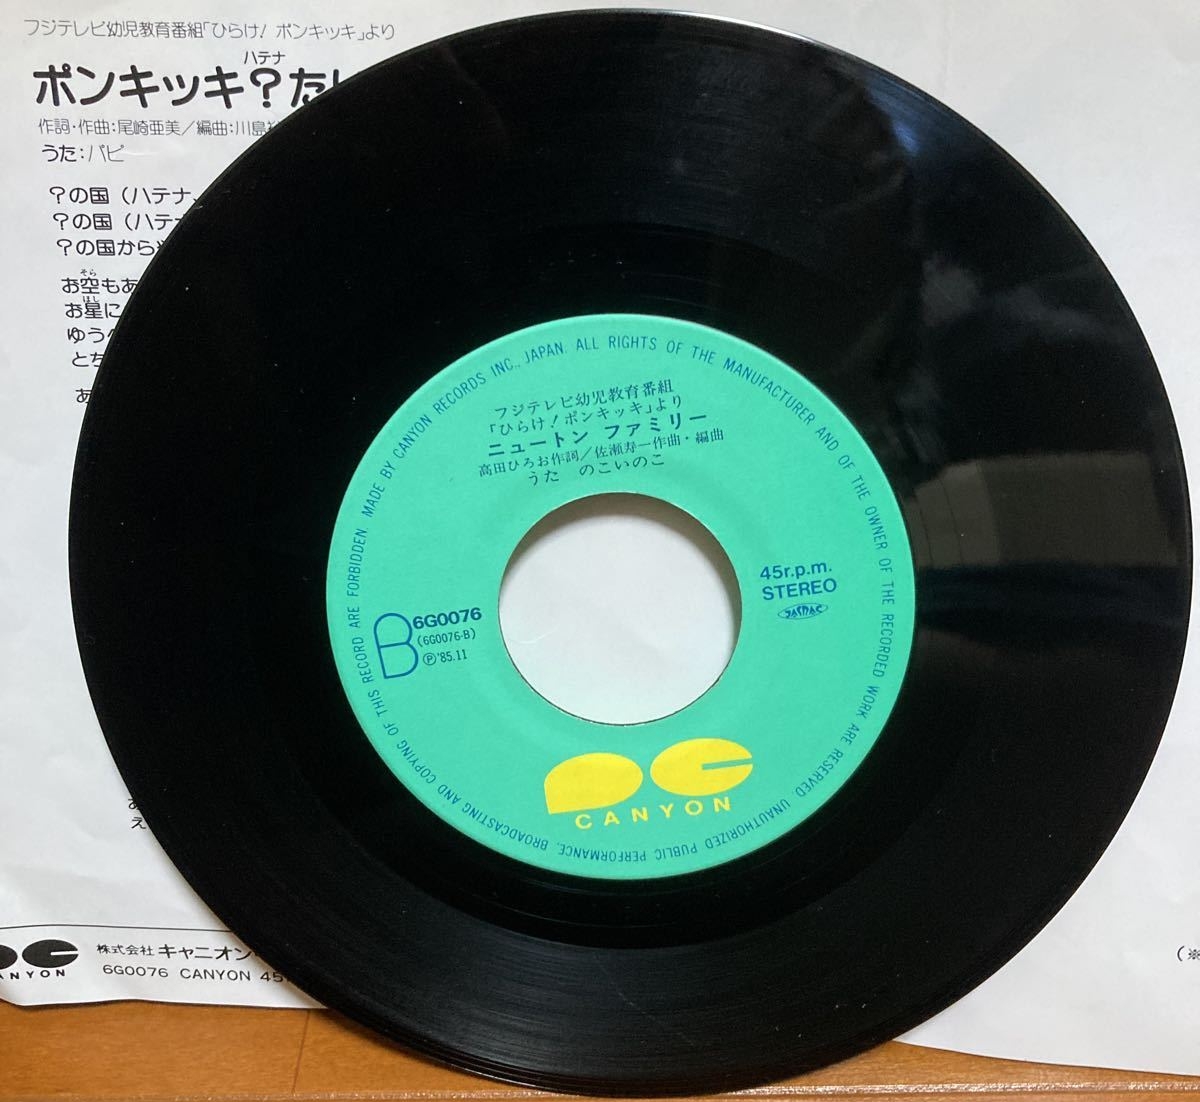 フジテレビ幼児教育番組「ひらけ! ポンキッキ」より
ハテナ
ポンキッキ?た
作詞・作曲:尾崎亜美/編曲:川島
うた:パピ
?の国(ハテナ、
?の国(ハテナ
?の国から
そら
お空もあ
ほし
お星に
ゆうべ
とち
あ
え
MADE BY CANYON RECORDS INC., JAPAN. ALL RIGHTS OF THE MANUFACTURER AND OF THE OWNER OF THE RECORDED WORK ARE RESERVED. UNAUTHORIZED PUBLIC PERFORMANCE, BROADCASTING AND COPYING OF THIS RECORD ARE FORBIDDEN
フジテレビ幼児教育番組
「ひらけ!ポンキッキ」より
ニュートン ファミリー
高田ひろお作詞/佐瀬寿一作曲・編曲
うた のこいのこ
45r.p.m.
STEREO
JASRAC
B
6G0076
(6G0076-B)
Ⓟ'85.11
PC
CANYON
PC
ANYON
株式会社 キャニオン
6G0076 CANYON 45
(※